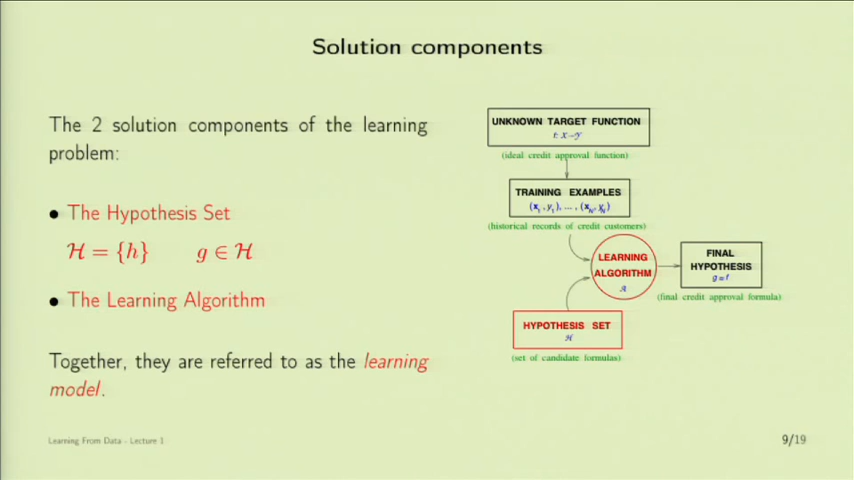 Solution components
The 2 solution components of the learning
problem:
• The Hypothesis Set
ℋ = {h} g ∈ ℋ
• The Learning Algorithm
Together, they are referred to as the learning
model.
UNKNOWN TARGET FUNCTION
f: X→Y
(ideal credit approval function)
TRAINING EXAMPLES
(x₁, y₁), ... , (x_N, y_N)
(historical records of credit customers)
LEARNING
ALGORITHM
𝒜
FINAL
HYPOTHESIS
g≈f
(final credit approval formula)
HYPOTHESIS SET
ℋ
(set of candidate formulas)
Learning From Data - Lecture 1
9/19